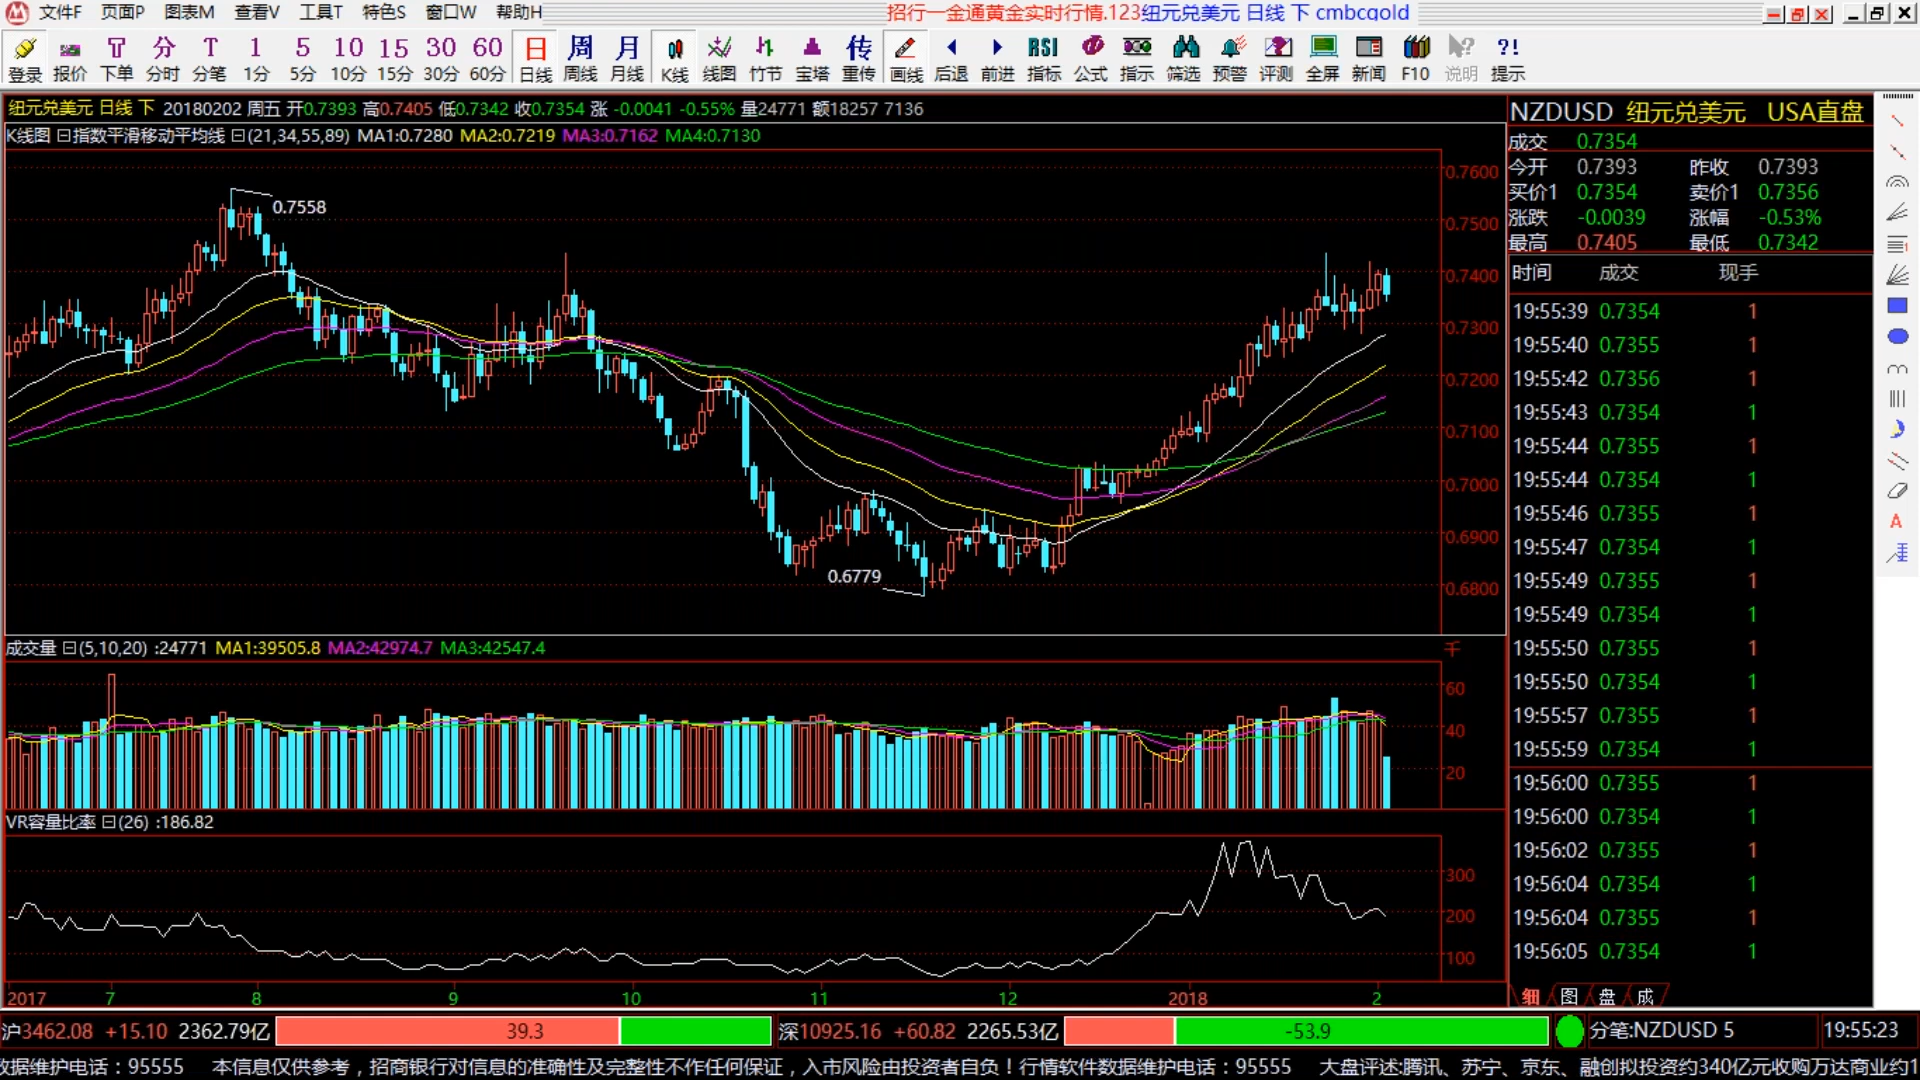 文件F 页面P 图表M 查看V 工具T 特色S 窗口W 帮助H 招行一金通黄金实时行情.123纽元兑美元 日线 下 cmbcgold
T 分 T 1 5 10 15 30 60 日 周 月 传 RSI ?!
登录 报价 下单 分时 分笔 1分 5分 10分 15分 30分 60分 日线 周线 月线 K线 线图 竹节 宝塔 重传 画线 后退 前进 指标 公式 指示 筛选 预警 评测 全屏 新闻 F10 说明 提示
纽元兑美元 日线 下 20180202 周五 开0.7393 高0.7405 低0.7342 收0.7354 涨 -0.0041 -0.55% 量24771 额18257 7136
K线图 指数平滑移动平均线 (21,34,55,89) MA1:0.7280 MA2:0.7219 MA3:0.7162 MA4:0.7130
0.7600
0.7558
0.7500
0.7400
0.7300
0.7200
0.7100
0.7000
0.6900
0.6779
0.6800
成交量 (5,10,20) :24771 MA1:39505.8 MA2:42974.7 MA3:42547.4
千
60
40
20
VR容量比率 (26) :186.82
300
200
100
2017 7 8 9 10 11 12 2018 2
NZDUSD 纽元兑美元 USA直盘
成交 0.7354
今开 0.7393 昨收 0.7393
买价1 0.7354 卖价1 0.7356
涨跌 -0.0039 涨幅 -0.53%
最高 0.7405 最低 0.7342
时间 成交 现手
19:55:39 0.7354 1
19:55:40 0.7355 1
19:55:42 0.7356 1
19:55:43 0.7354 1
19:55:44 0.7355 1
19:55:44 0.7354 1
19:55:46 0.7355 1
19:55:47 0.7354 1
19:55:49 0.7355 1
19:55:49 0.7354 1
19:55:50 0.7355 1
19:55:50 0.7354 1
19:55:57 0.7355 1
19:55:59 0.7354 1
19:56:00 0.7355 1
19:56:00 0.7354 1
19:56:02 0.7355 1
19:56:04 0.7354 1
19:56:04 0.7355 1
19:56:05 0.7354 1
细 图 盘 成
A
沪3462.08 +15.10 2362.79亿 39.3 深10925.16 +60.82 2265.53亿 -53.9 分笔:NZDUSD 5 19:55:23
数据维护电话：95555 本信息仅供参考，招商银行对信息的准确性及完整性不作任何保证，入市风险由投资者自负！行情软件数据维护电话：95555 大盘评述:腾讯、苏宁、京东、融创拟投资约340亿元收购万达商业约1